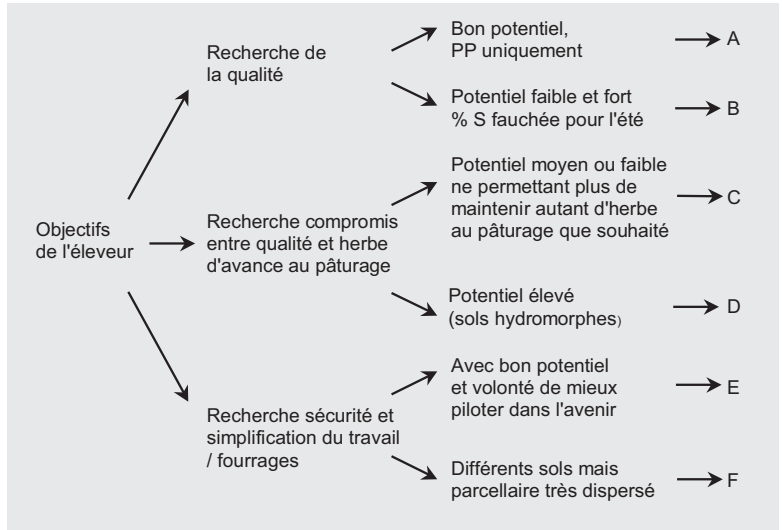 Objectifs
de l'éleveur
Recherche de
la qualité
Bon potentiel,
PP uniquement
A
Potentiel faible et fort
% S fauchée pour l'été
B
Recherche compromis
entre qualité et herbe
d'avance au pâturage
Potentiel moyen ou faible
ne permettant plus de
maintenir autant d'herbe
au pâturage que souhaité
C
Potentiel élevé
(sols hydromorphes)
D
Recherche sécurité et
simplification du travail
/ fourrages
Avec bon potentiel
et volonté de mieux
piloter dans l'avenir
E
Différents sols mais
parcellaire très dispersé
F